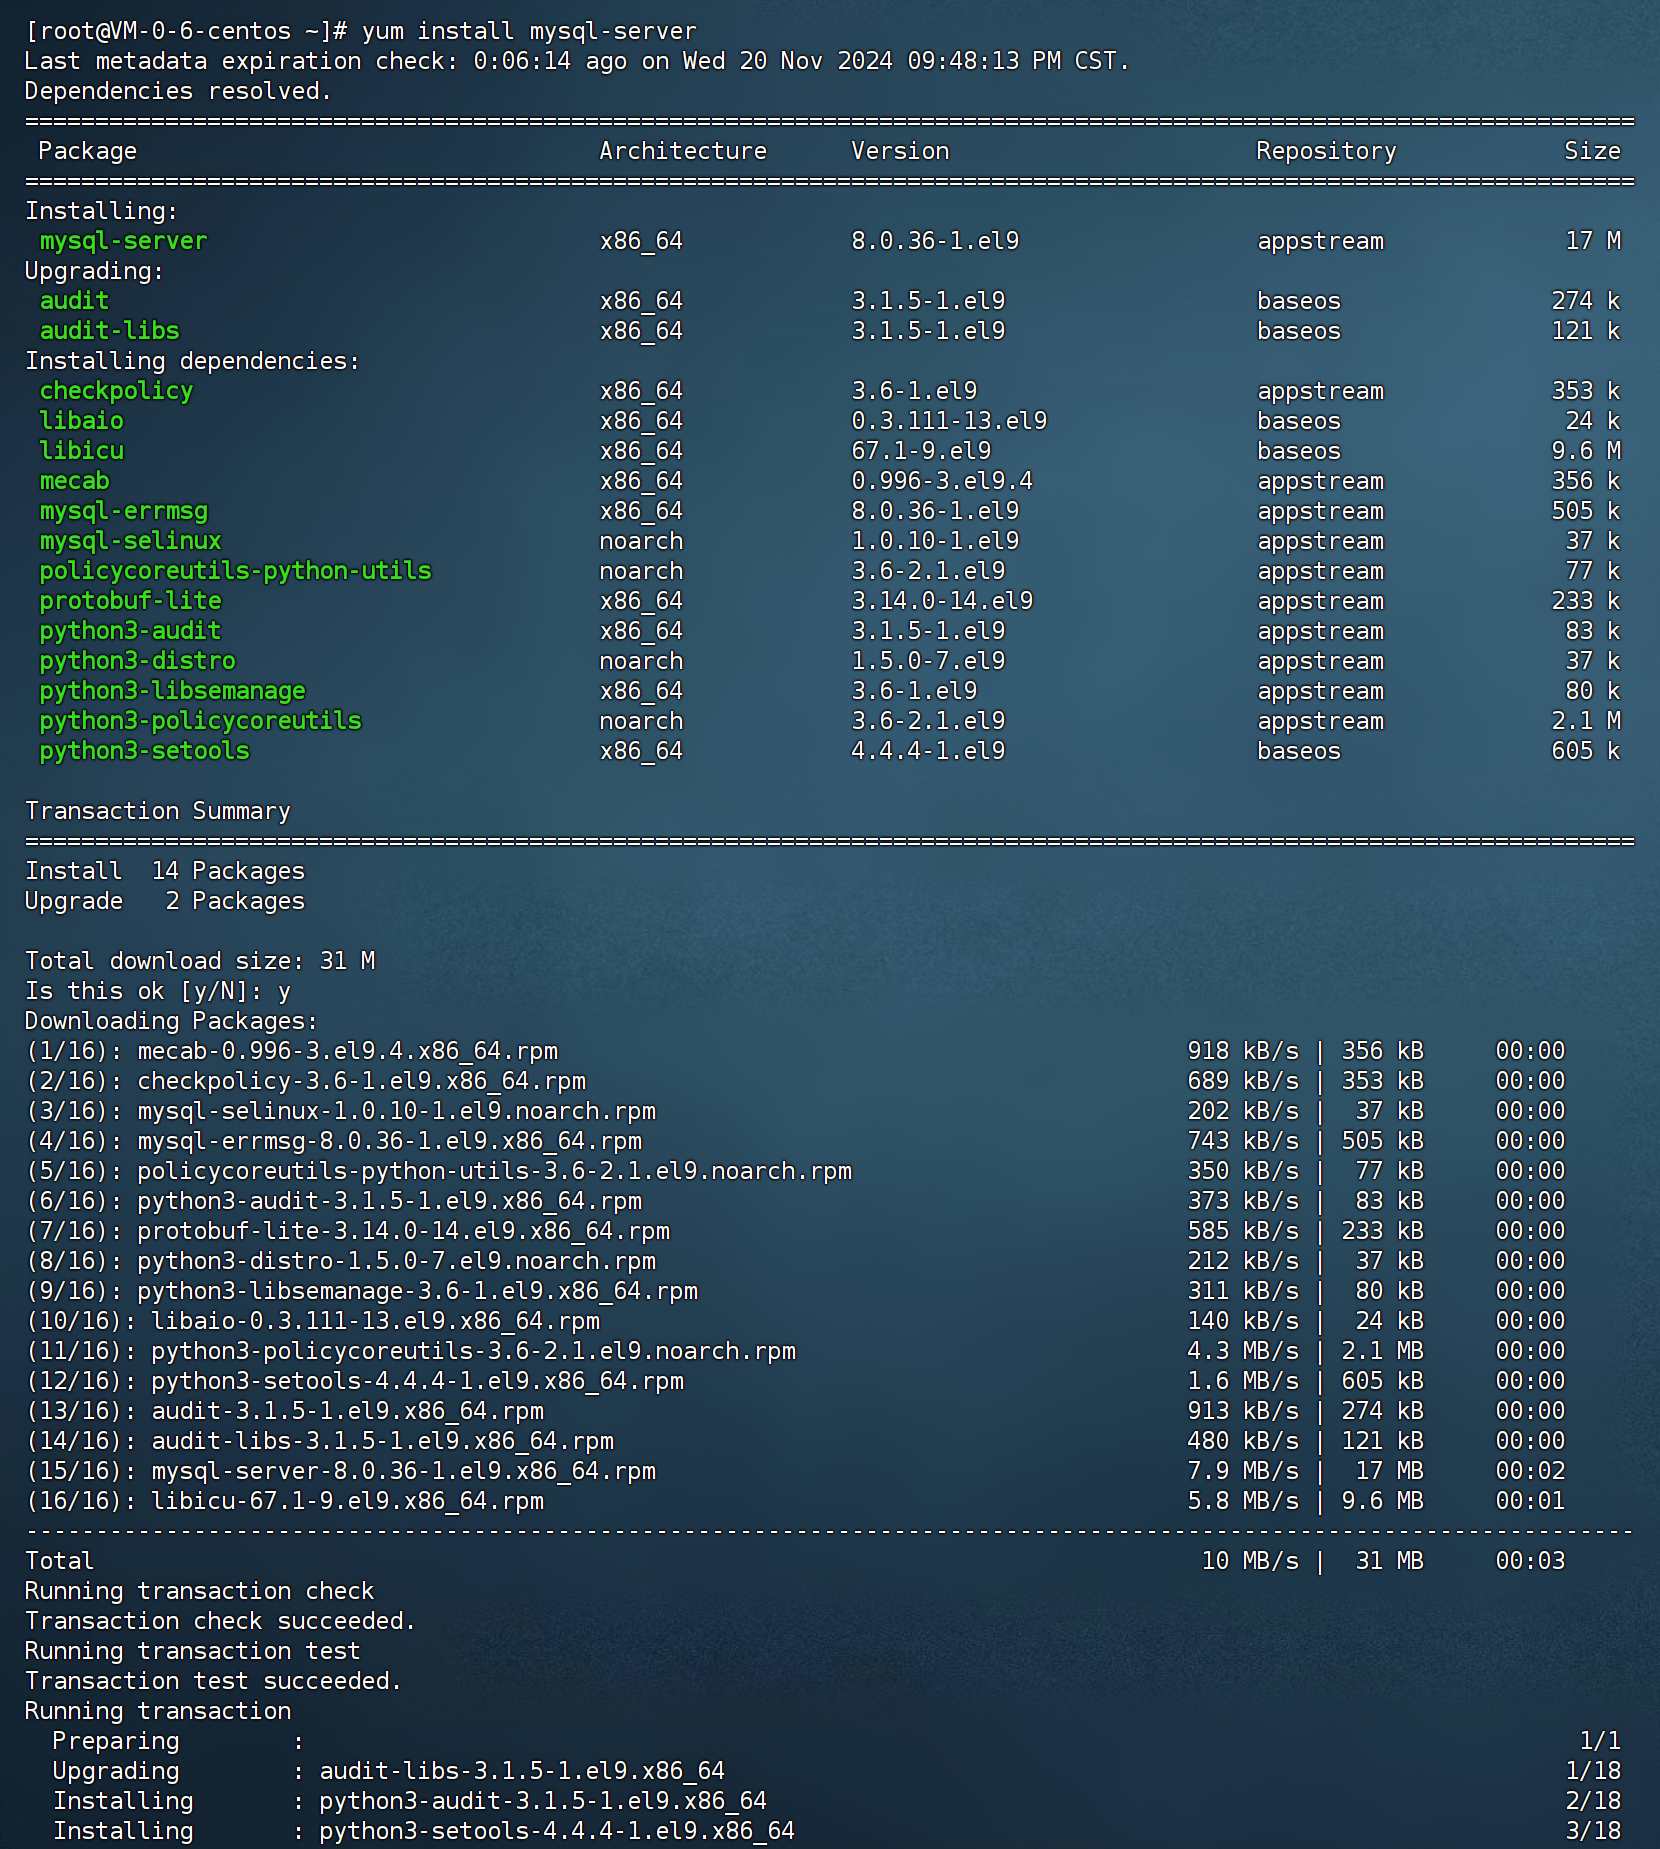 [root@VM-0-6-centos ~]# yum install mysql-server
Last metadata expiration check: 0:06:14 ago on Wed 20 Nov 2024 09:48:13 PM CST.
Dependencies resolved.
===================================================================================================================
 Package                                 Architecture      Version                      Repository            Size
===================================================================================================================
Installing:
 mysql-server                            x86_64            8.0.36-1.el9                 appstream             17 M
Upgrading:
 audit                                   x86_64            3.1.5-1.el9                  baseos               274 k
 audit-libs                              x86_64            3.1.5-1.el9                  baseos               121 k
Installing dependencies:
 checkpolicy                             x86_64            3.6-1.el9                    appstream            353 k
 libaio                                  x86_64            0.3.111-13.el9               baseos                24 k
 libicu                                  x86_64            67.1-9.el9                   baseos               9.6 M
 mecab                                   x86_64            0.996-3.el9.4                appstream            356 k
 mysql-errmsg                            x86_64            8.0.36-1.el9                 appstream            505 k
 mysql-selinux                           noarch            1.0.10-1.el9                 appstream             37 k
 policycoreutils-python-utils            noarch            3.6-2.1.el9                  appstream             77 k
 protobuf-lite                           x86_64            3.14.0-14.el9                appstream            233 k
 python3-audit                           x86_64            3.1.5-1.el9                  appstream             83 k
 python3-distro                          noarch            1.5.0-7.el9                  appstream             37 k
 python3-libsemanage                     x86_64            3.6-1.el9                    appstream             80 k
 python3-policycoreutils                 noarch            3.6-2.1.el9                  appstream            2.1 M
 python3-setools                         x86_64            4.4.4-1.el9                  baseos               605 k

Transaction Summary
===================================================================================================================
Install  14 Packages
Upgrade   2 Packages

Total download size: 31 M
Is this ok [y/N]: y
Downloading Packages:
(1/16): mecab-0.996-3.el9.4.x86_64.rpm                                             918 kB/s | 356 kB     00:00
(2/16): checkpolicy-3.6-1.el9.x86_64.rpm                                           689 kB/s | 353 kB     00:00
(3/16): mysql-selinux-1.0.10-1.el9.noarch.rpm                                      202 kB/s |  37 kB     00:00
(4/16): mysql-errmsg-8.0.36-1.el9.x86_64.rpm                                       743 kB/s | 505 kB     00:00
(5/16): policycoreutils-python-utils-3.6-2.1.el9.noarch.rpm                        350 kB/s |  77 kB     00:00
(6/16): python3-audit-3.1.5-1.el9.x86_64.rpm                                       373 kB/s |  83 kB     00:00
(7/16): protobuf-lite-3.14.0-14.el9.x86_64.rpm                                     585 kB/s | 233 kB     00:00
(8/16): python3-distro-1.5.0-7.el9.noarch.rpm                                      212 kB/s |  37 kB     00:00
(9/16): python3-libsemanage-3.6-1.el9.x86_64.rpm                                   311 kB/s |  80 kB     00:00
(10/16): libaio-0.3.111-13.el9.x86_64.rpm                                          140 kB/s |  24 kB     00:00
(11/16): python3-policycoreutils-3.6-2.1.el9.noarch.rpm                            4.3 MB/s | 2.1 MB     00:00
(12/16): python3-setools-4.4.4-1.el9.x86_64.rpm                                    1.6 MB/s | 605 kB     00:00
(13/16): audit-3.1.5-1.el9.x86_64.rpm                                              913 kB/s | 274 kB     00:00
(14/16): audit-libs-3.1.5-1.el9.x86_64.rpm                                         480 kB/s | 121 kB     00:00
(15/16): mysql-server-8.0.36-1.el9.x86_64.rpm                                      7.9 MB/s |  17 MB     00:02
(16/16): libicu-67.1-9.el9.x86_64.rpm                                              5.8 MB/s | 9.6 MB     00:01
-------------------------------------------------------------------------------------------------------------------
Total                                                                               10 MB/s |  31 MB     00:03
Running transaction check
Transaction check succeeded.
Running transaction test
Transaction test succeeded.
Running transaction
  Preparing        :                                                                                           1/1
  Upgrading        : audit-libs-3.1.5-1.el9.x86_64                                                            1/18
  Installing       : python3-audit-3.1.5-1.el9.x86_64                                                         2/18
  Installing       : python3-setools-4.4.4-1.el9.x86_64                                                       3/18